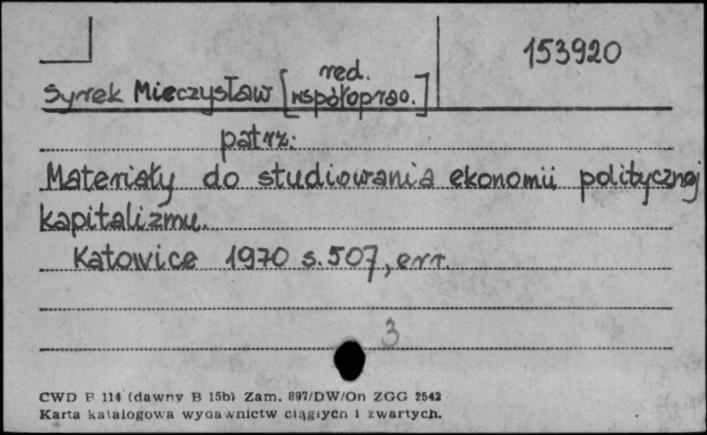 153920
Syrek Mieczysław [red. współoprac.]
patrz:
Materiały do studiowania ekonomii politycznej
kapitalizmu.
Katowice 1970 s. 507, err.
3
CWD B 114 (dawny B 15b) Zam. 897/DW/On ZGG 2542
Karta katalogowa wydawnictw ciągłych i zwartych.